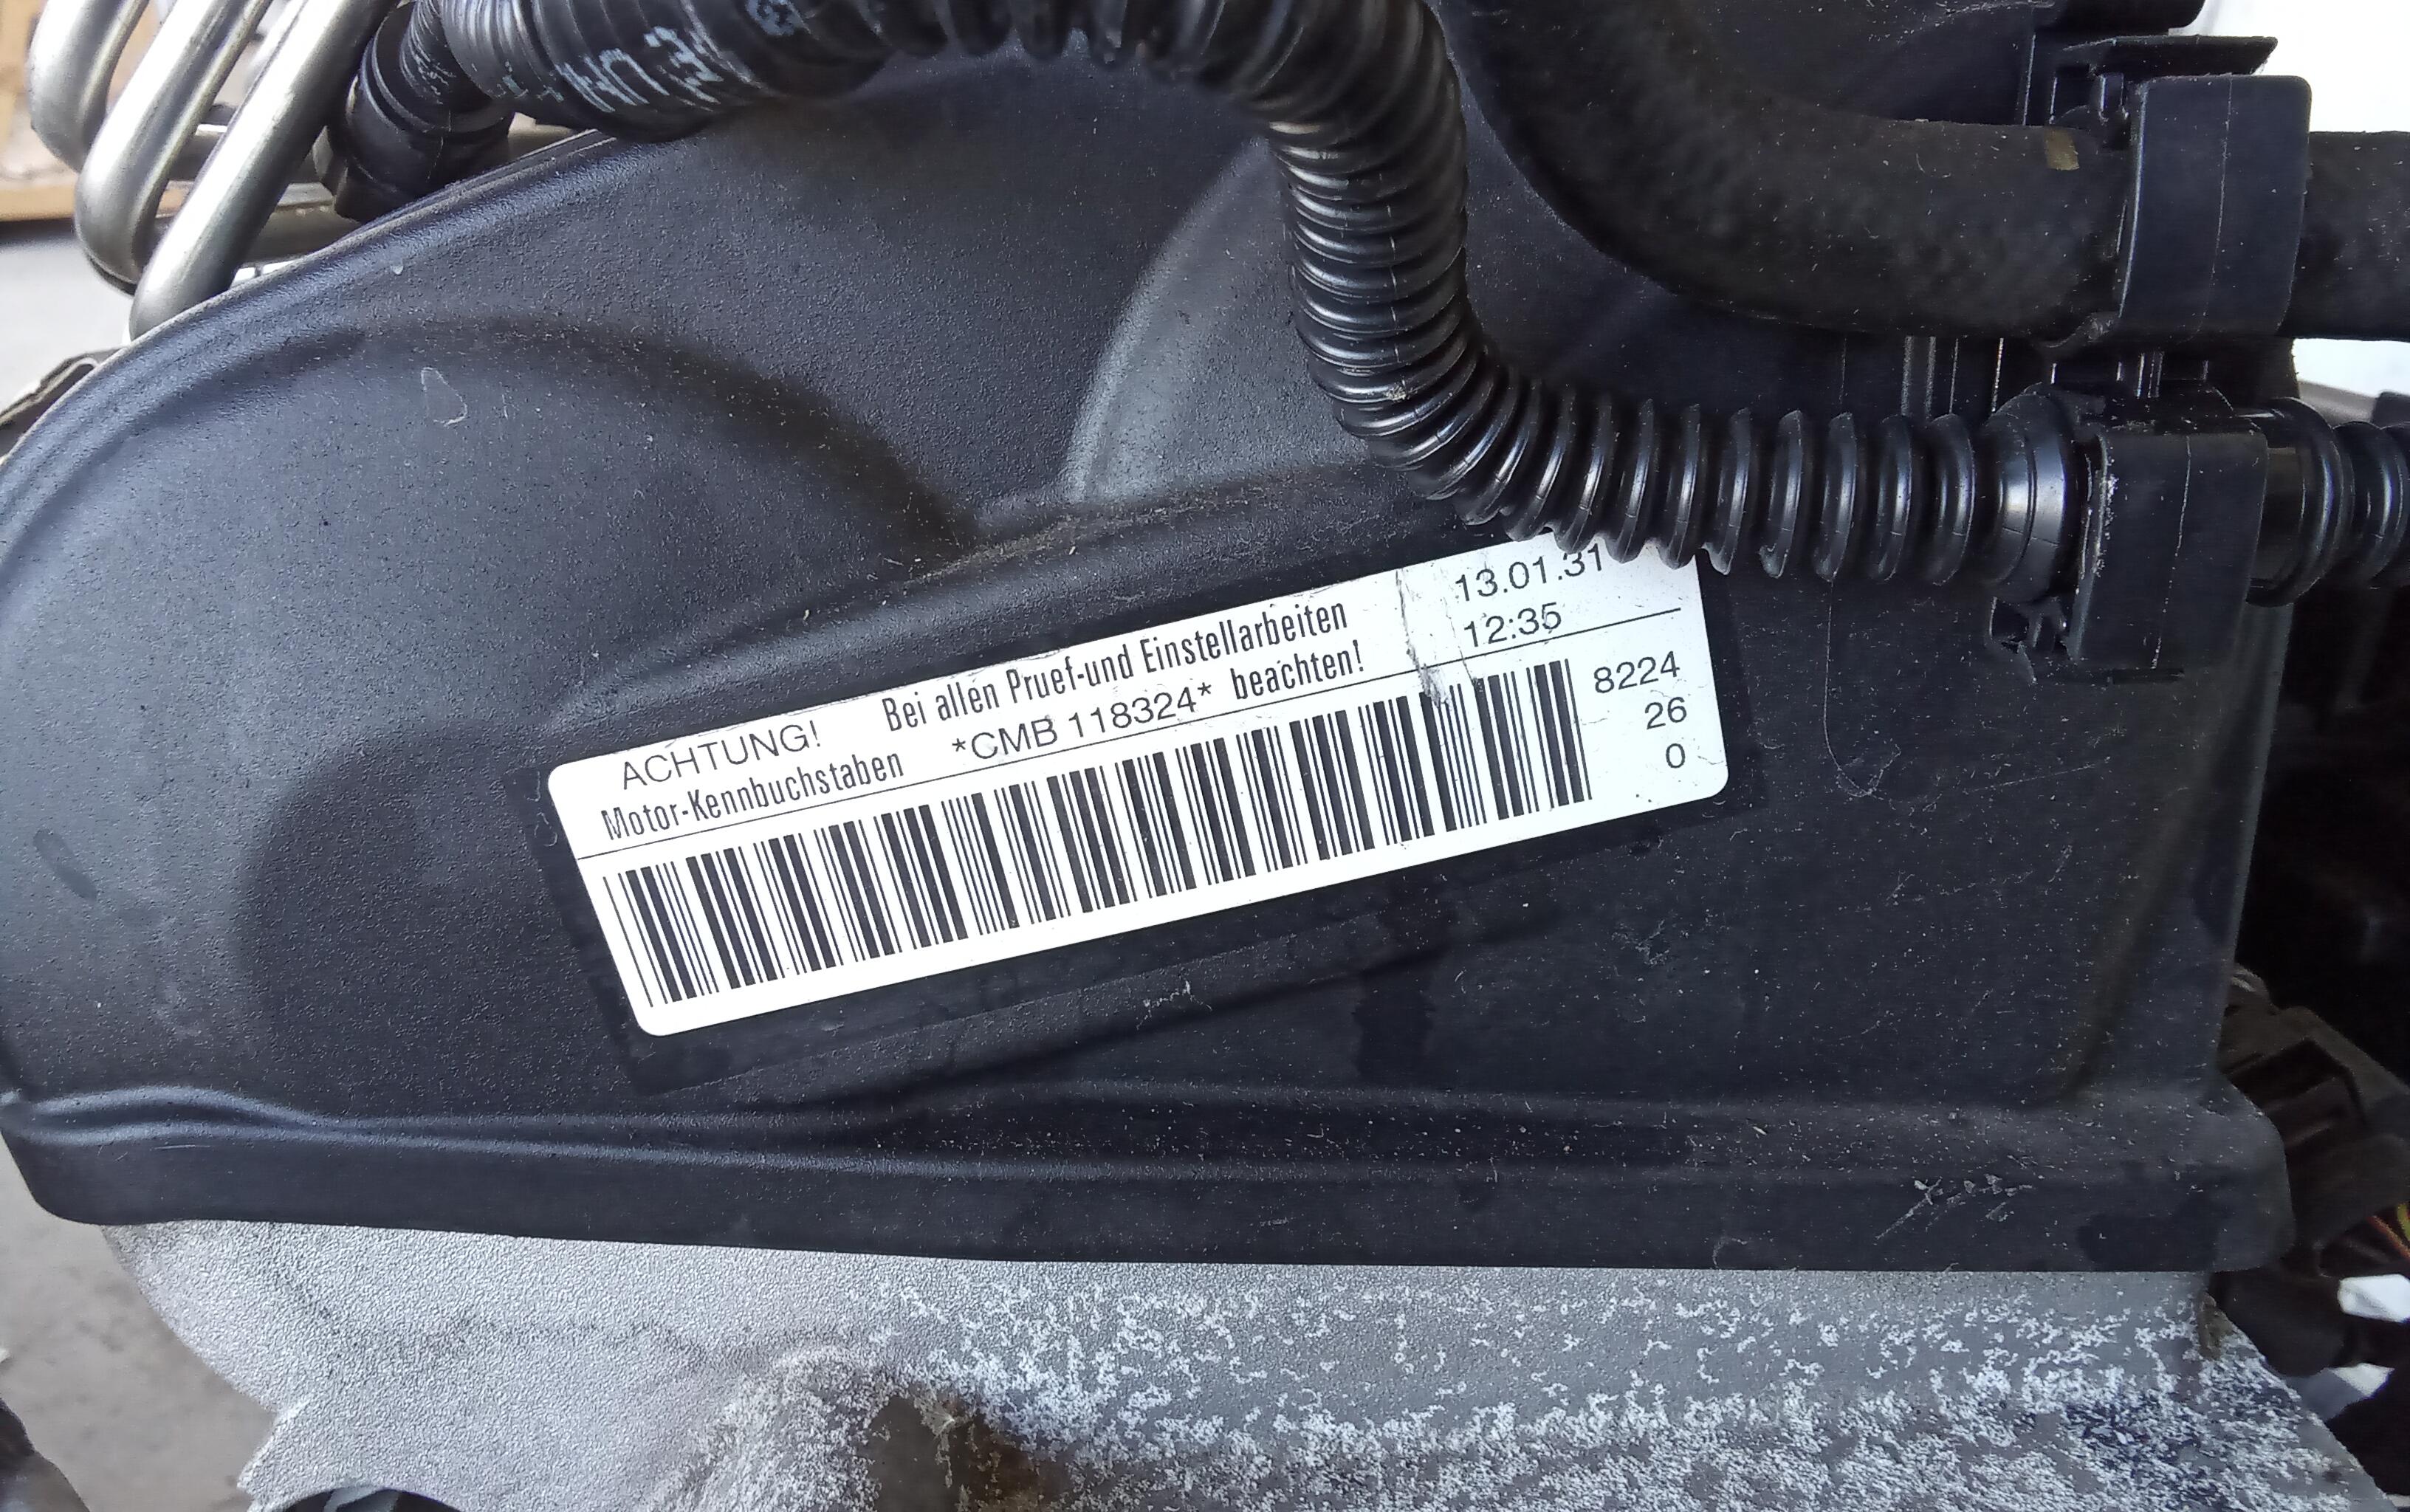 ACHTUNG! Bei allen Pruef-und Einstellarbeiten 13.01.31
Motor-Kennbuchstaben *CMB 118324* beachten! 12:35
8224
26
0